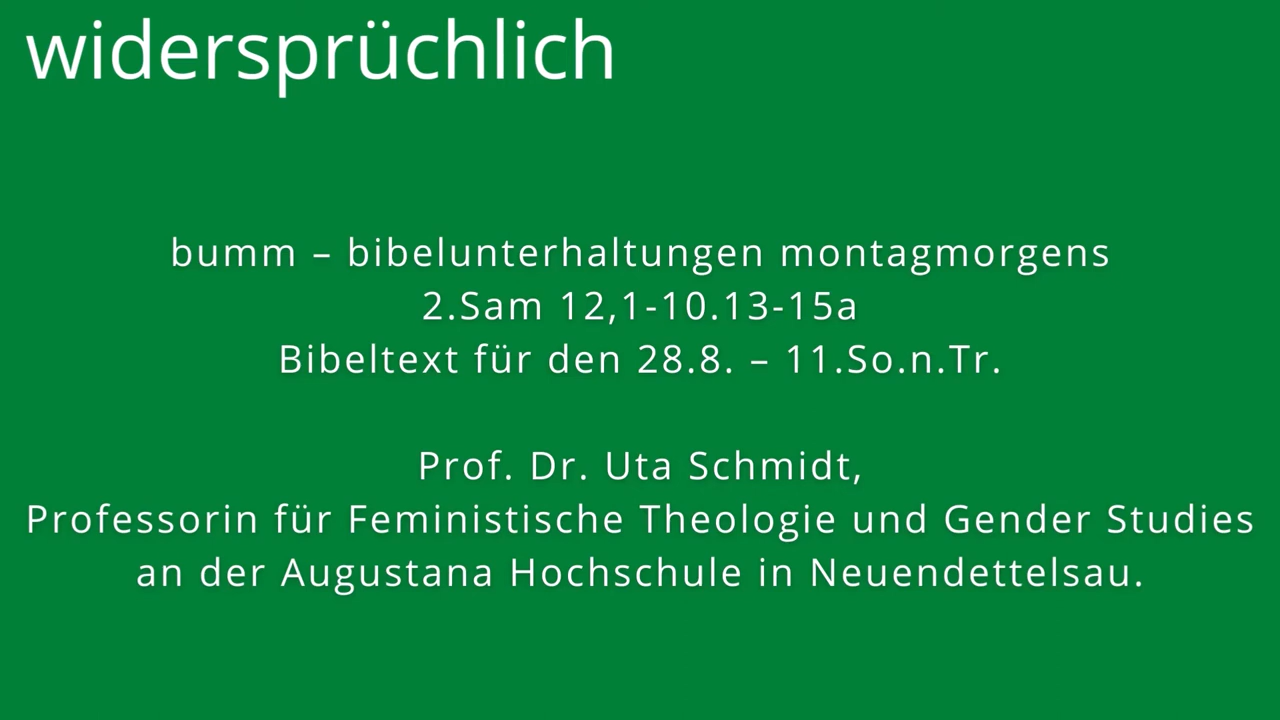 widersprüchlich
bumm – bibelunterhaltungen montagmorgens
2.Sam 12,1-10.13-15a
Bibeltext für den 28.8. – 11.So.n.Tr.
Prof. Dr. Uta Schmidt,
Professorin für Feministische Theologie und Gender Studies
an der Augustana Hochschule in Neuendettelsau.